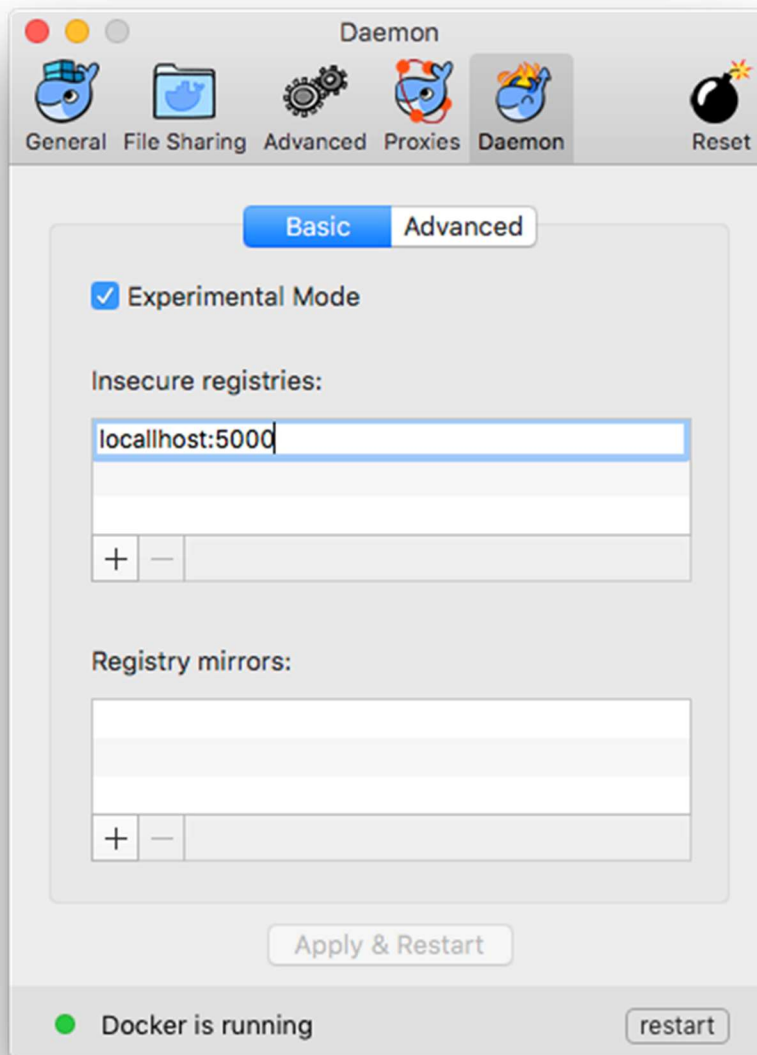 Daemon
General File Sharing Advanced Proxies Daemon Reset
Basic Advanced
Experimental Mode
Insecure registries:
locallhost:5000
Registry mirrors:
Apply & Restart
Docker is running restart